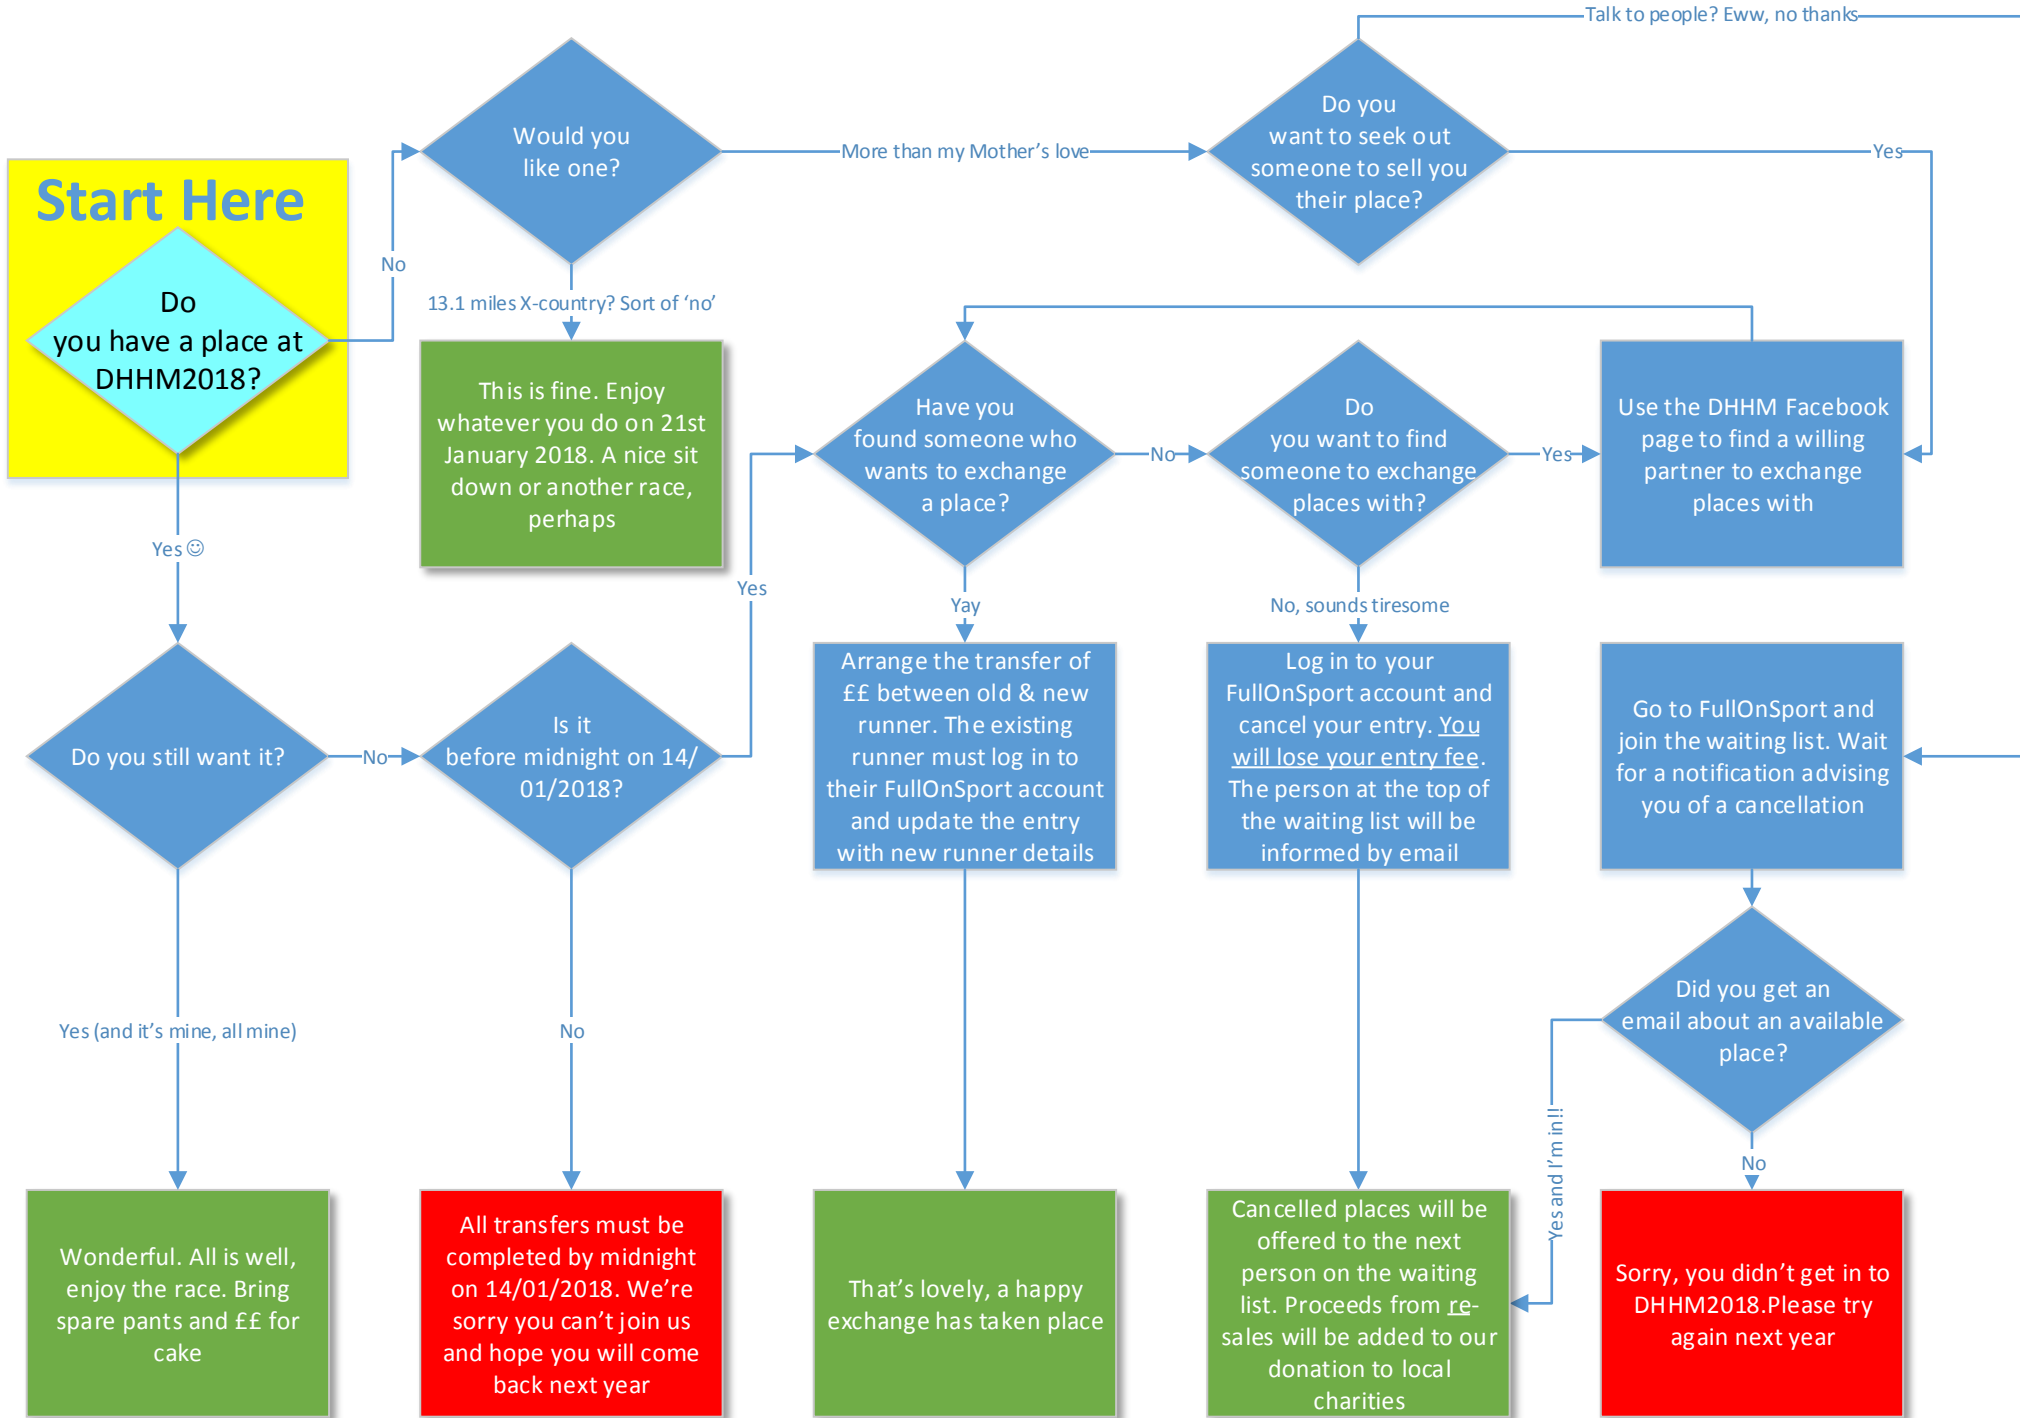 Talk to people? Eww, no thanks
Start Here
Do
you have a place at
DHHM2018?
No
Would you
like one?
More than my Mother’s love
Do you
want to seek out
someone to sell you
their place?
Yes
13.1 miles X-country? Sort of ‘no’
This is fine. Enjoy
whatever you do on 21st
January 2018. A nice sit
down or another race,
perhaps
Have you
found someone who
wants to exchange
a place?
No
Do
you want to find
someone to exchange
places with?
Yes
Use the DHHM Facebook
page to find a willing
partner to exchange
places with
Yes ☺
Yes
Yay
No, sounds tiresome
Do you still want it?
No
Is it
before midnight on 14/
01/2018?
Arrange the transfer of
££ between old & new
runner. The existing
runner must log in to
their FullOnSport account
and update the entry
with new runner details
Log in to your
FullOnSport account and
cancel your entry. You
will lose your entry fee.
The person at the top of
the waiting list will be
informed by email
Go to FullOnSport and
join the waiting list. Wait
for a notification advising
you of a cancellation
Yes (and it’s mine, all mine)
No
Did you get an
email about an available
place?
Yes and I’m in!!
No
Wonderful. All is well,
enjoy the race. Bring
spare pants and ££ for
cake
All transfers must be
completed by midnight
on 14/01/2018. We’re
sorry you can’t join us
and hope you will come
back next year
That’s lovely, a happy
exchange has taken place
Cancelled places will be
offered to the next
person on the waiting
list. Proceeds from re-
sales will be added to our
donation to local
charities
Sorry, you didn’t get in to
DHHM2018.Please try
again next year